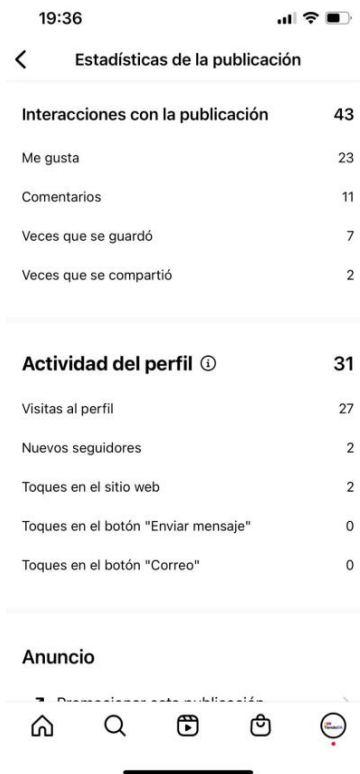 19:36
Estadísticas de la publicación
Interacciones con la publicación 43
Me gusta 23
Comentarios 11
Veces que se guardó 7
Veces que se compartió 2
Actividad del perfil 31
Visitas al perfil 27
Nuevos seguidores 2
Toques en el sitio web 2
Toques en el botón "Enviar mensaje" 0
Toques en el botón "Correo" 0
Anuncio
Promocionar esta publicación